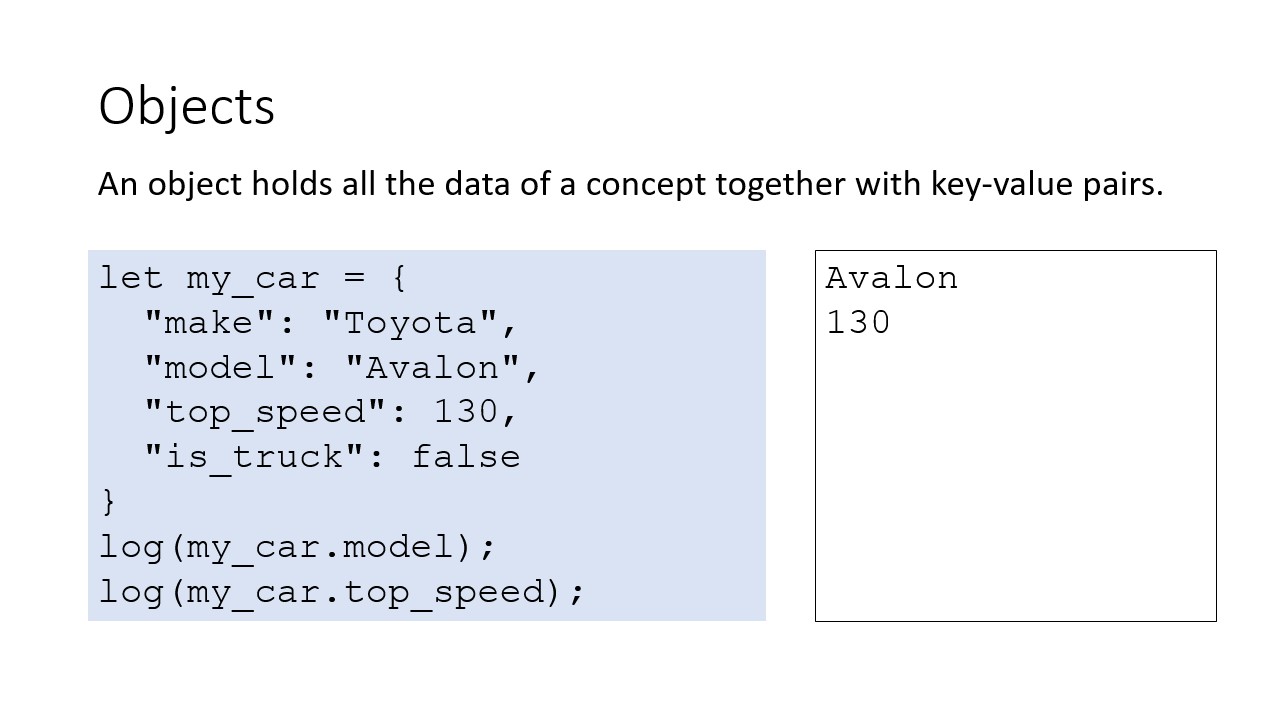 Objects
An object holds all the data of a concept together with key-value pairs.
let my_car = {
  "make": "Toyota",
  "model": "Avalon",
  "top_speed": 130,
  "is_truck": false
}
log(my_car.model);
log(my_car.top_speed);
Avalon
130